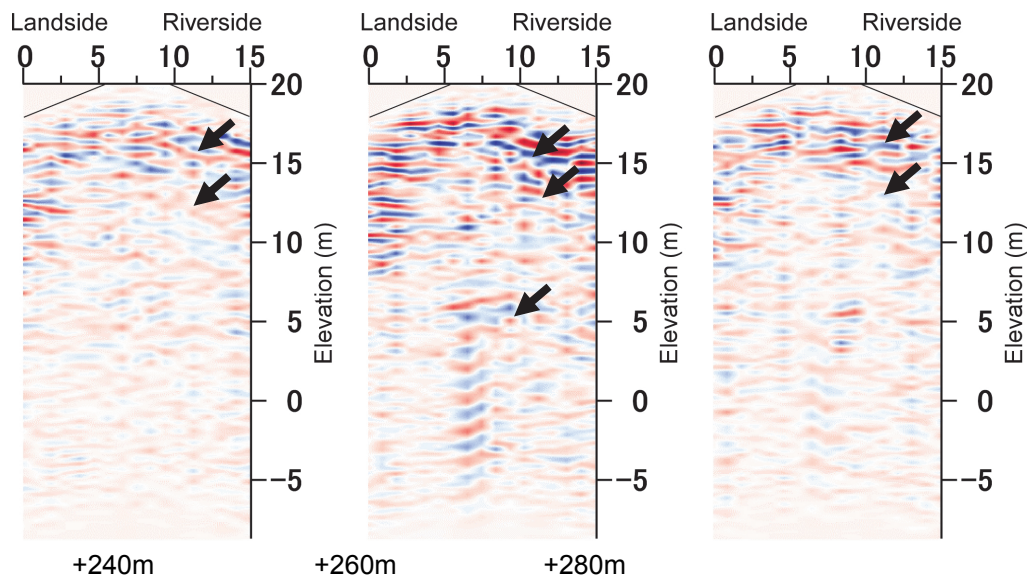 Landside Riverside Landside Riverside Landside Riverside
0 5 10 15 0 5 10 15 0 5 10 15
20 20 20
15 15 15
10 10 10
Elevation (m) Elevation (m) Elevation (m)
5 5 5
0 0 0
−5 −5 −5
+240m +260m +280m